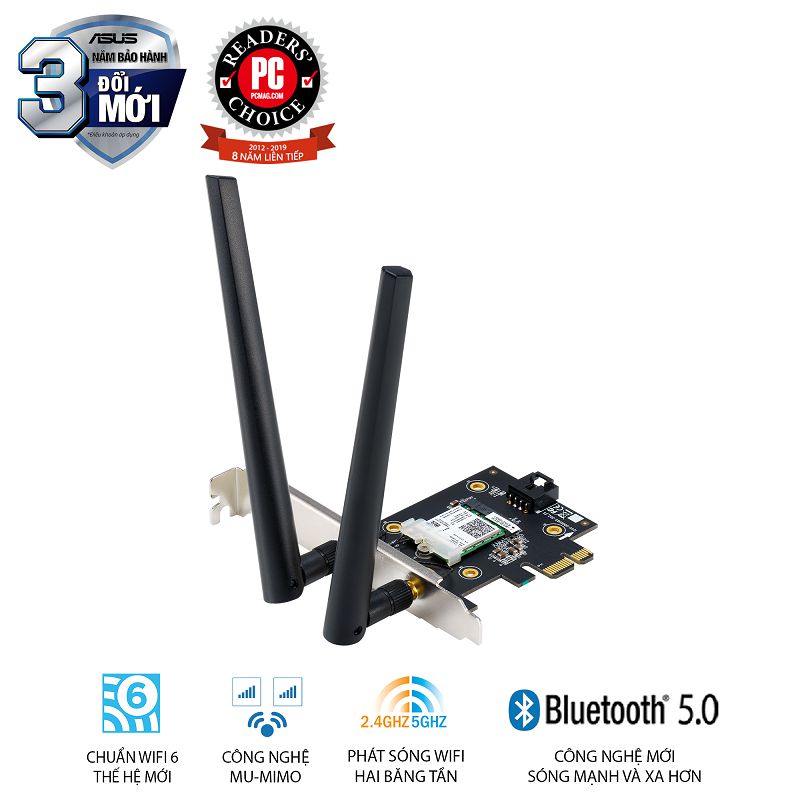 ASUS
3 NĂM BẢO HÀNH
ĐỔI
MỚI
*Điều khoản áp dụng
READERS'
PC
PCMAG.COM
CHOICE
2012 - 2019
8 NĂM LIÊN TIẾP
6
2.4GHZ 5GHZ
Bluetooth® 5.0
CHUẨN WIFI 6
THẾ HỆ MỚI
CÔNG NGHỆ
MU-MIMO
PHÁT SÓNG WIFI
HAI BĂNG TẦN
CÔNG NGHỆ MỚI
SÓNG MẠNH VÀ XA HƠN